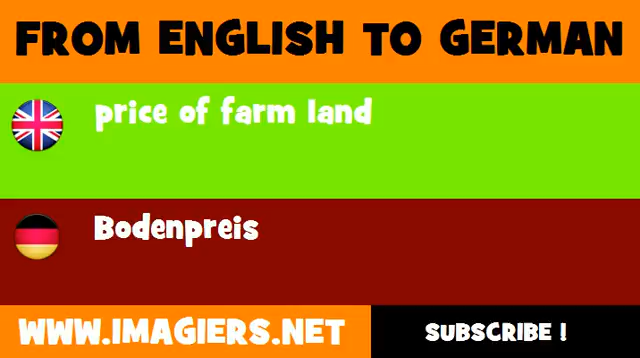 FROM ENGLISH TO GERMAN
price of farm land
Bodenpreis
WWW.IMAGIERS.NET
SUBSCRIBE !